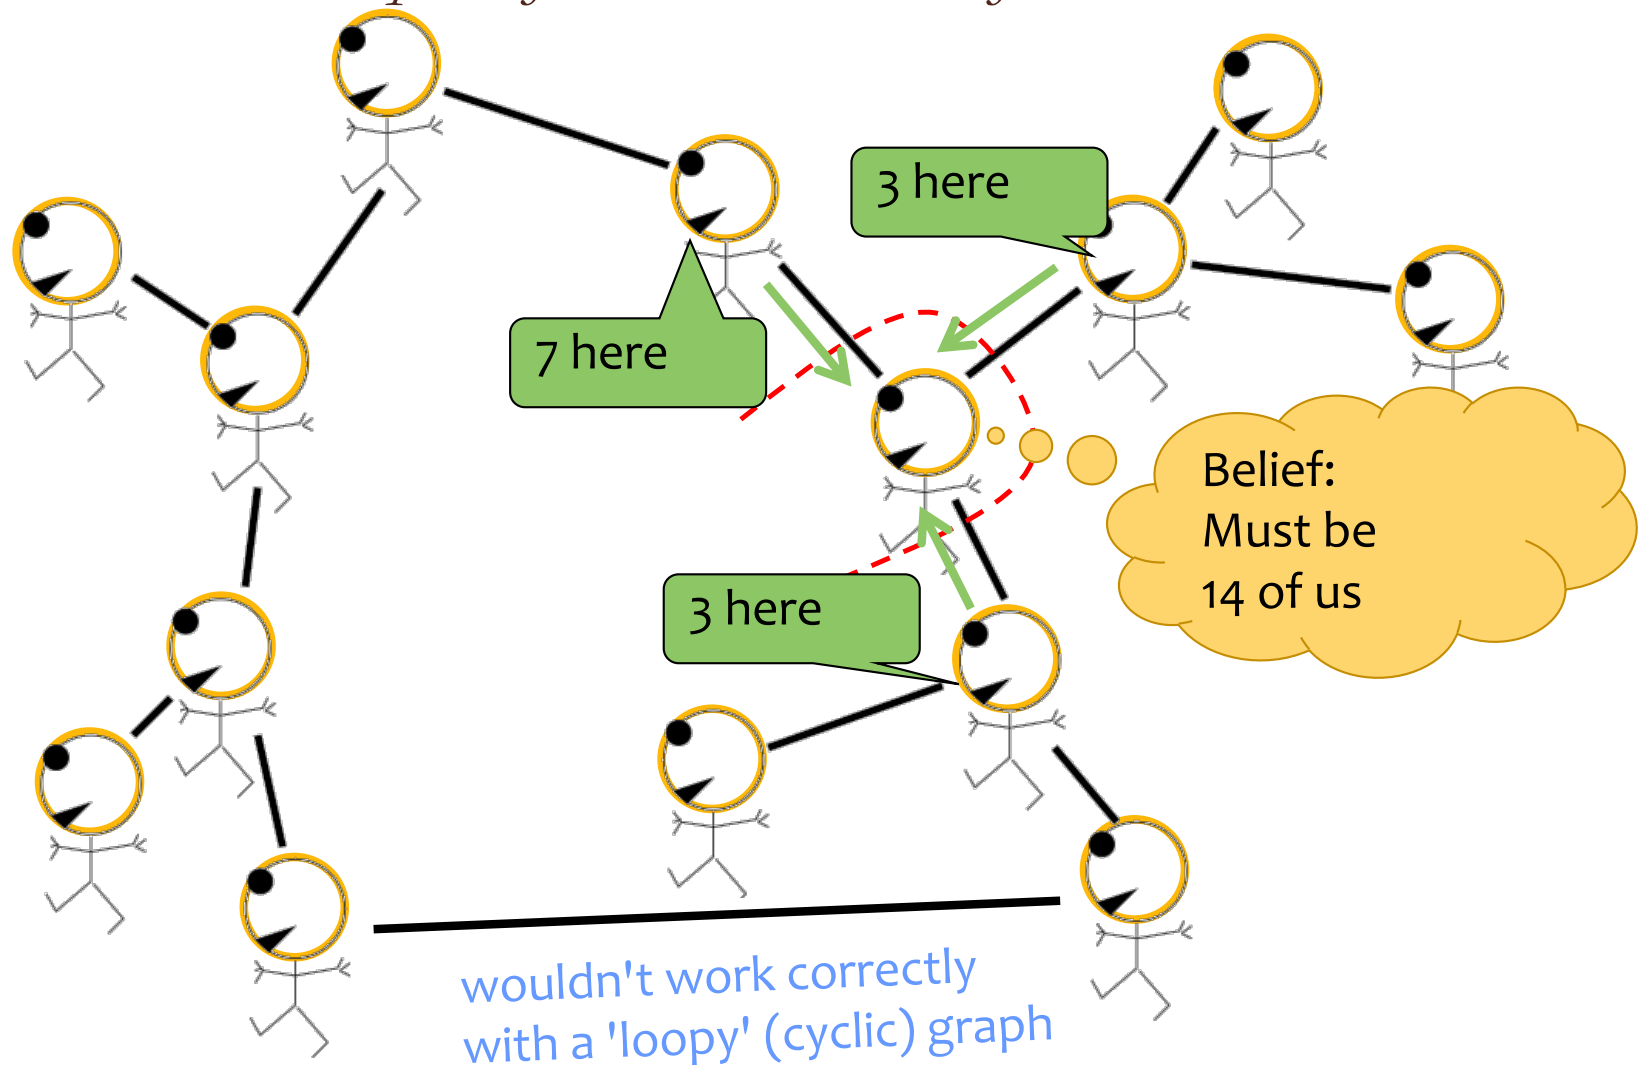 3 here
7 here
Belief:
Must be
14 of us
3 here
wouldn't work correctly
with a 'loopy' (cyclic) graph